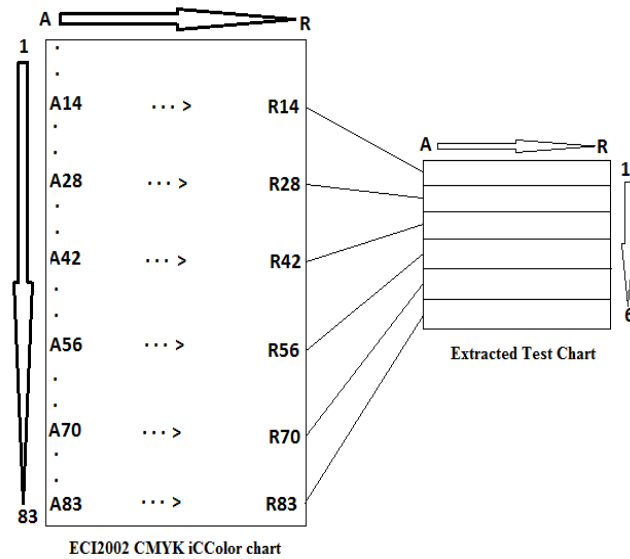 A R
1
A14 ... > R14
A R
1
A28 ... > R28
A42 ... > R42
6
A56 ... > R56
Extracted Test Chart
A70 ... > R70
A83 ... > R83
83
ECI2002 CMYK iCColor chart